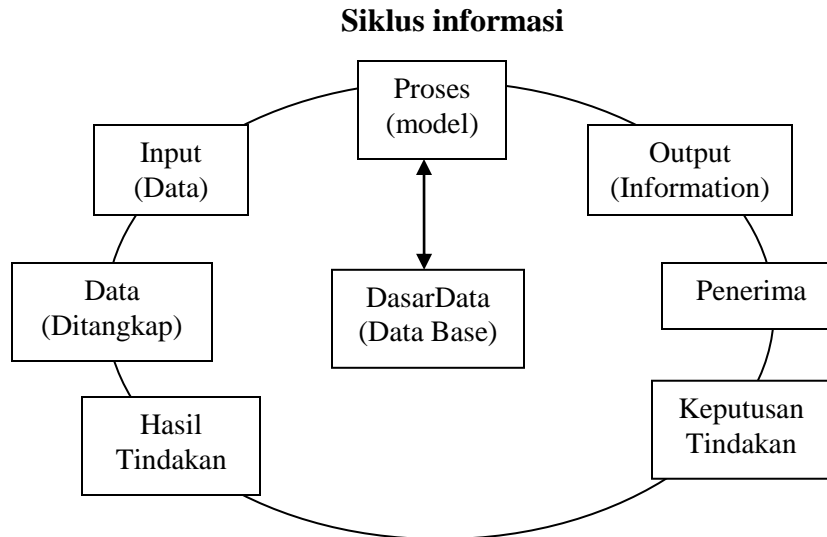 Siklus informasi
Proses
(model)
Input
(Data)
Output
(Information)
Data
(Ditangkap)
DasarData
(Data Base)
Penerima
Hasil
Tindakan
Keputusan
Tindakan